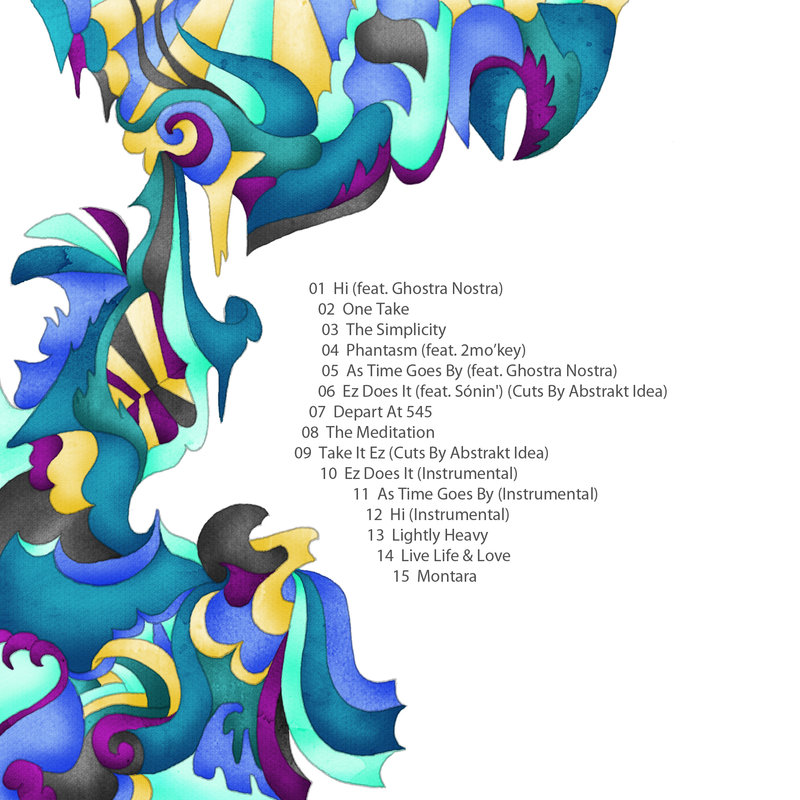 01 Hi (feat. Ghostra Nostra)
02 One Take
03 The Simplicity
04 Phantasm (feat. 2mo’key)
05 As Time Goes By (feat. Ghostra Nostra)
06 Ez Does It (feat. Sónin') (Cuts By Abstrakt Idea)
07 Depart At 545
08 The Meditation
09 Take It Ez (Cuts By Abstrakt Idea)
10 Ez Does It (Instrumental)
11 As Time Goes By (Instrumental)
12 Hi (Instrumental)
13 Lightly Heavy
14 Live Life & Love
15 Montara